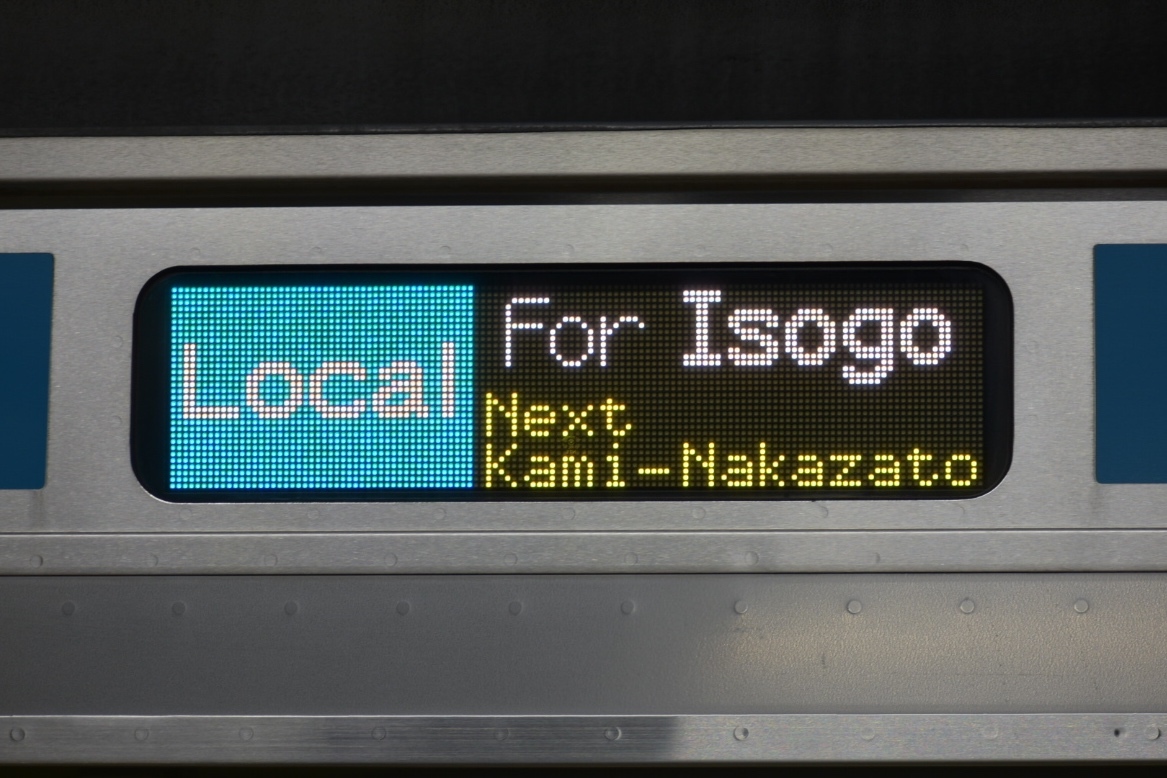 Local
For Isogo
Next
Kami-Nakazato